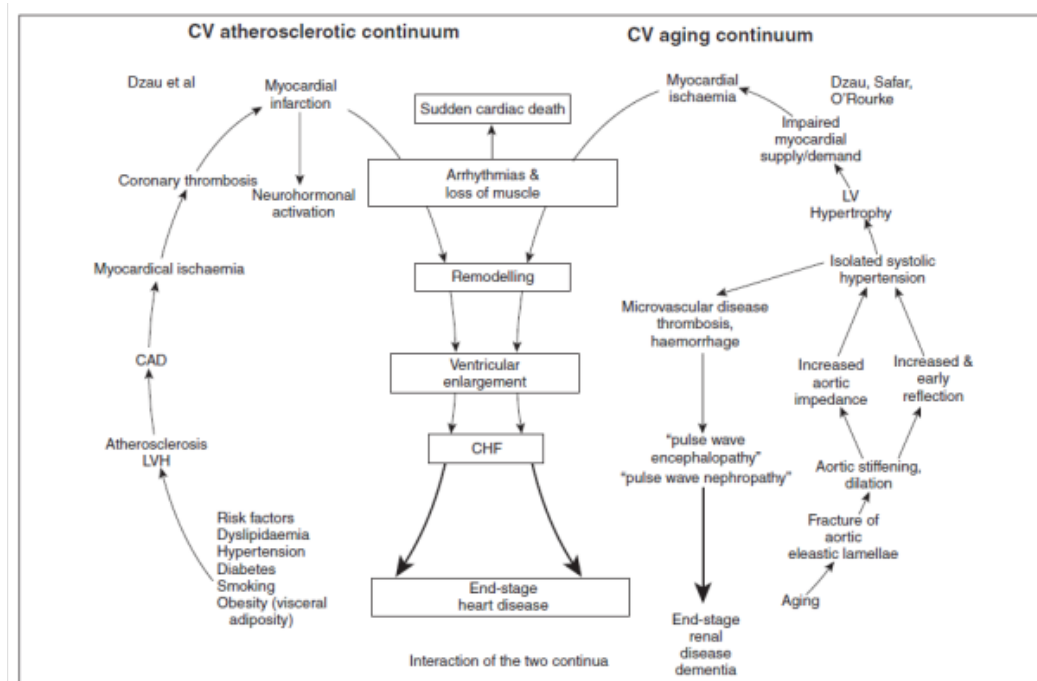 CV atherosclerotic continuum
CV aging continuum
Dzau et al
Myocardial
infarction
Sudden cardiac death
Myocardial
ischaemia
Dzau, Safar,
O'Rourke
Impaired
myocardial
supply/demand
Coronary thrombosis
Neurohormonal
activation
Arrhythmias &
loss of muscle
LV
Hypertrophy
Myocardical ischaemia
Remodelling
Isolated systolic
hypertension
Microvascular disease
thrombosis,
haemorrhage
CAD
Ventricular
enlargement
Increased
aortic
impedance
Increased &
early
reflection
Atherosclerosis
LVH
CHF
"pulse wave
encephalopathy"
"pulse wave nephropathy"
Aortic stiffening,
dilation
Risk factors
Dyslipidaemia
Hypertension
Diabetes
Smoking
Obesity (visceral
adiposity)
Fracture of
aortic
eleastic lamellae
End-stage
heart disease
Aging
End-stage
renal
disease
dementia
Interaction of the two continua